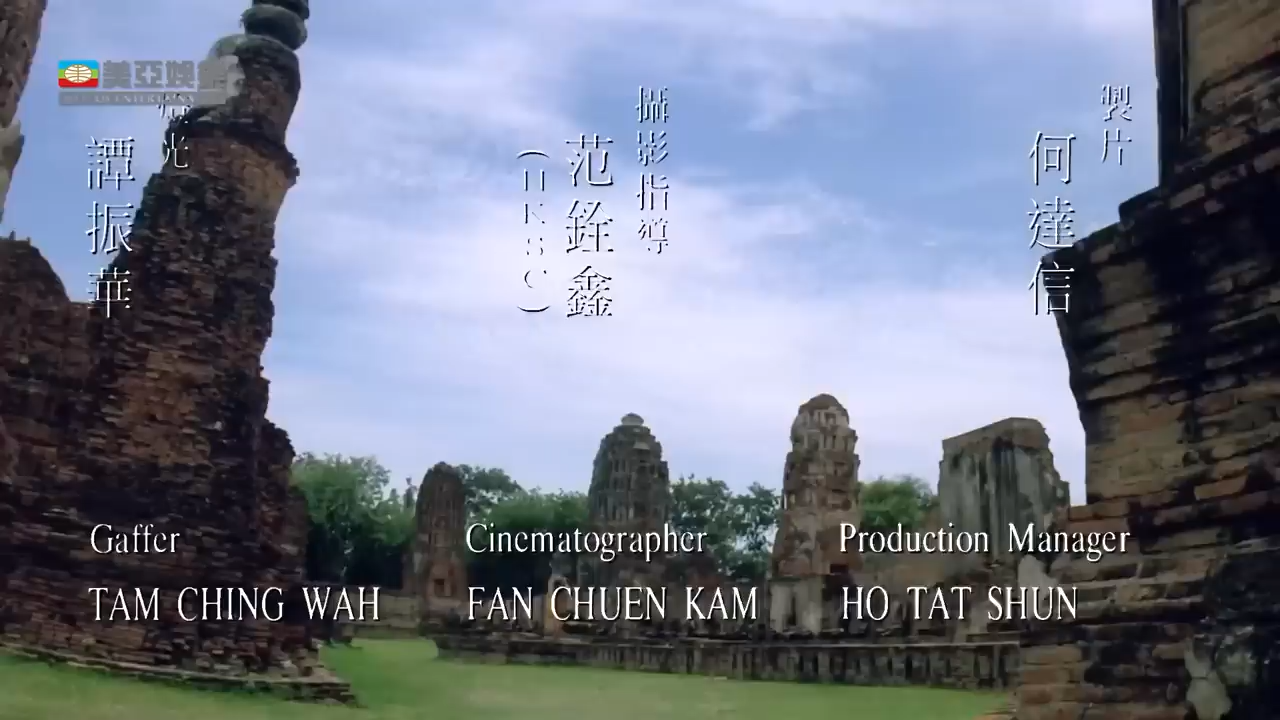 美亞娛樂
製片
何達信
攝影指導
范銓鑫
(HKSC)
燈光
譚振華
Gaffer
TAM CHING WAH
Cinematographer
FAN CHUEN KAM
Production Manager
HO TAT SHUN